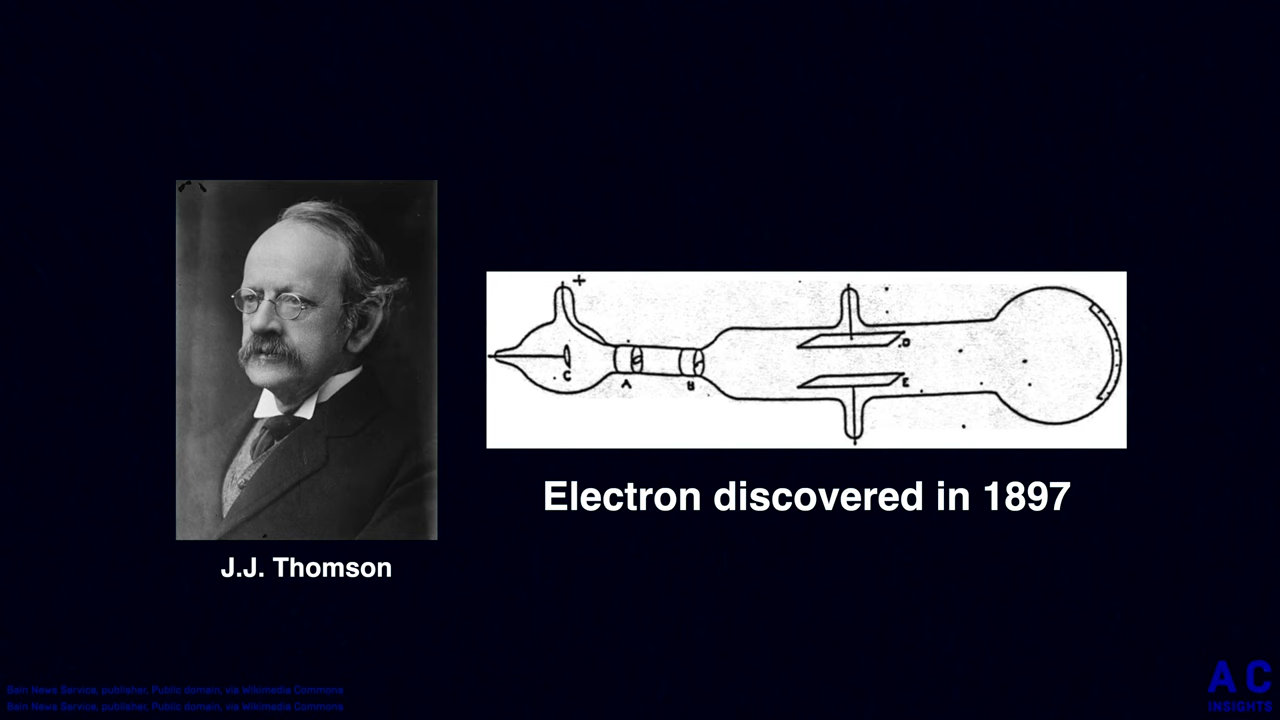 +
C
A
B
D
E
Electron discovered in 1897
J.J. Thomson
Bain News Service, publisher, Public domain, via Wikimedia Commons
Bain News Service, publisher, Public domain, via Wikimedia Commons
AC
INSIGHTS